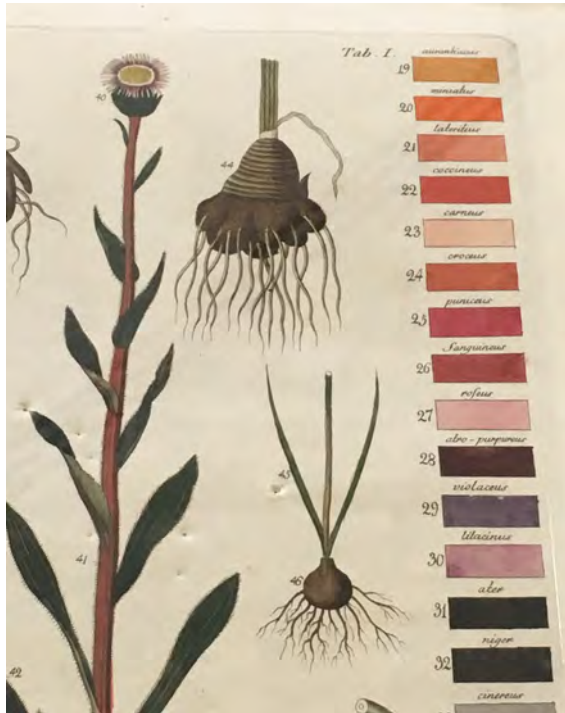 Tab. I.
aurantiacus
19
miniatus
20
lateritius
21
coccineus
22
carneus
23
croceus
24
puniceus
25
Sanguineus
26
roſeus
27
atro-purpureus
28
violaceus
29
lilacinus
30
ater
31
niger
32
cinereus
40
44
45
46
41
42